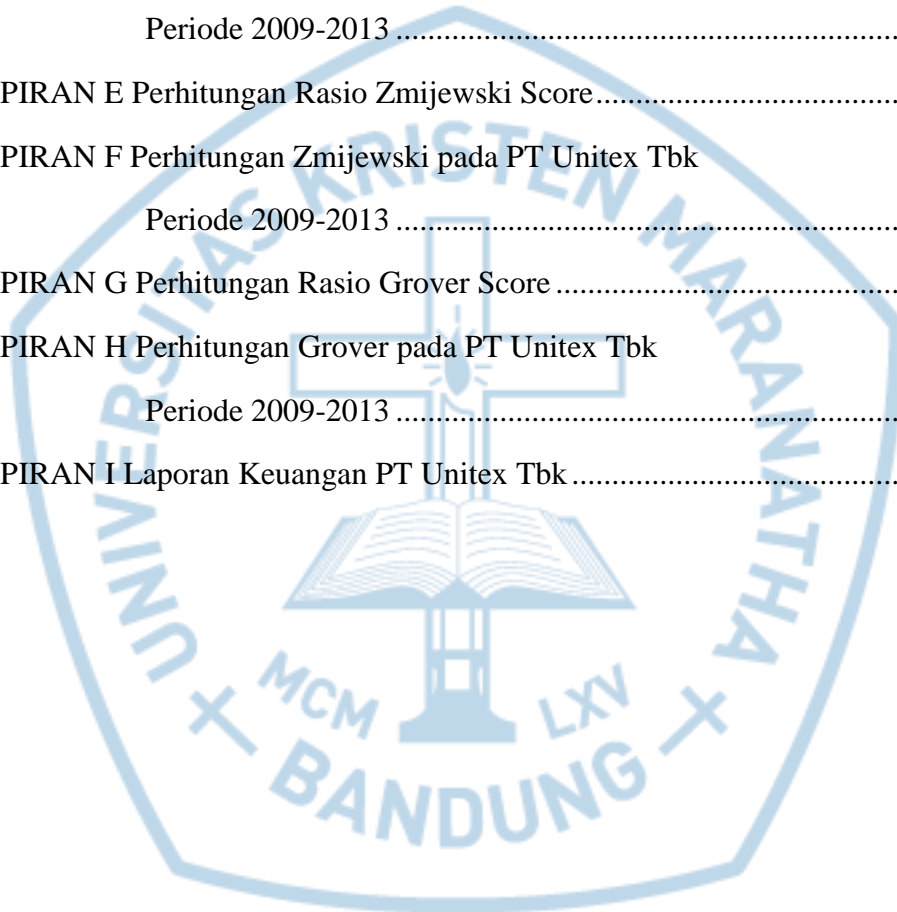 Periode 2009-2013 ......................................................................
PIRAN E Perhitungan Rasio Zmijewski Score..........................................
PIRAN F Perhitungan Zmijewski pada PT Unitex Tbk
Periode 2009-2013 ......................................................................
PIRAN G Perhitungan Rasio Grover Score ................................................
PIRAN H Perhitungan Grover pada PT Unitex Tbk
Periode 2009-2013 ......................................................................
PIRAN I Laporan Keuangan PT Unitex Tbk..............................................
UNIVERSITAS KRISTEN MARANATHA
MCM LXV
BANDUNG